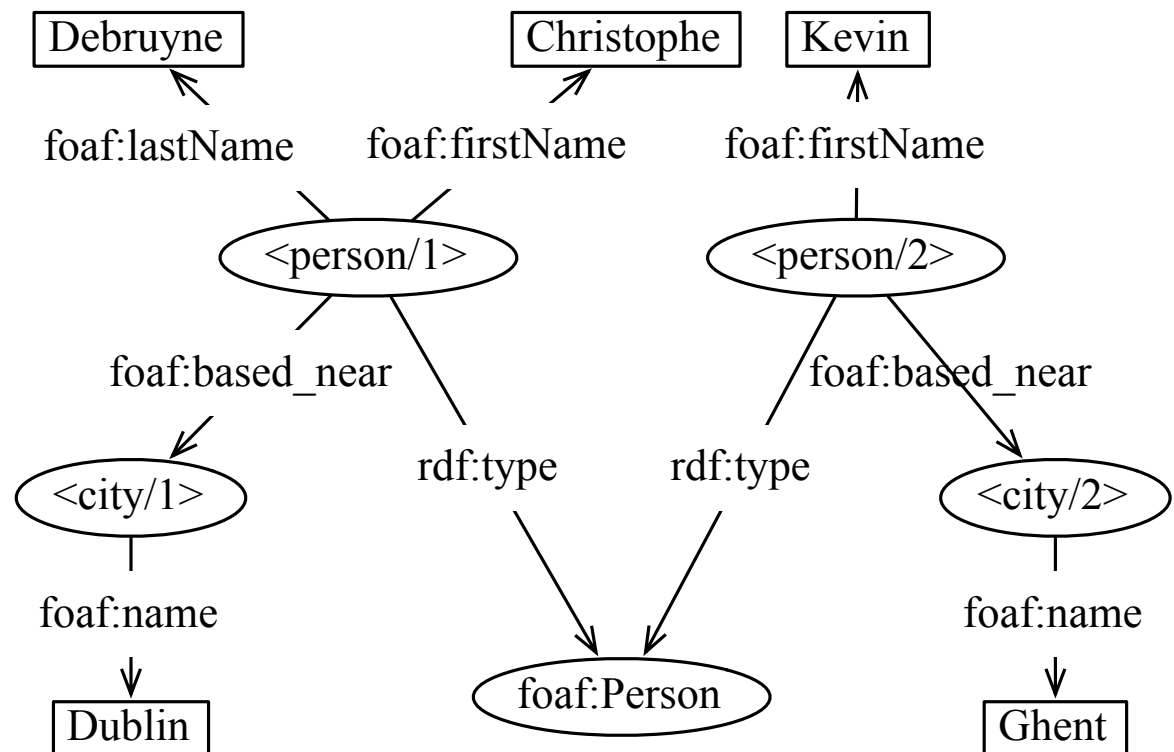 Debruyne
Christophe
Kevin
foaf:lastName
foaf:firstName
foaf:firstName
<person/1>
<person/2>
foaf:based_near
foaf:based_near
rdf:type
rdf:type
<city/1>
<city/2>
foaf:name
foaf:name
foaf:Person
Dublin
Ghent